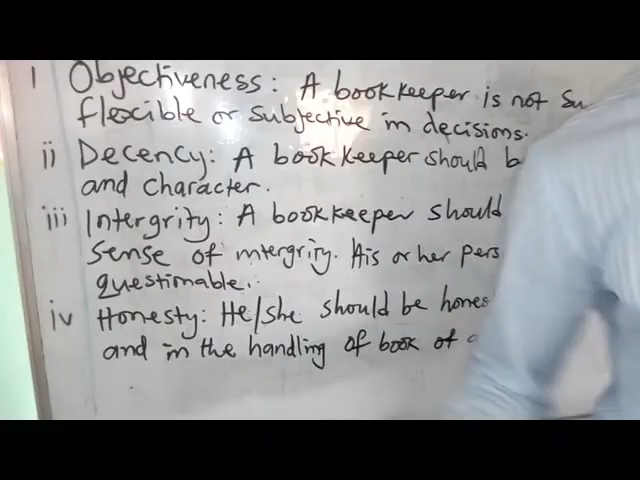 i Objectiveness: A bookkeeper is not
flexible or subjective in decisions.
ii) Decency: A bookkeeper should
and character.
iii) Intergrity: A bookkeeper should
sense of intergrity. His or her
questionable.
iv Honesty: He/she should be
and in the handling of book of